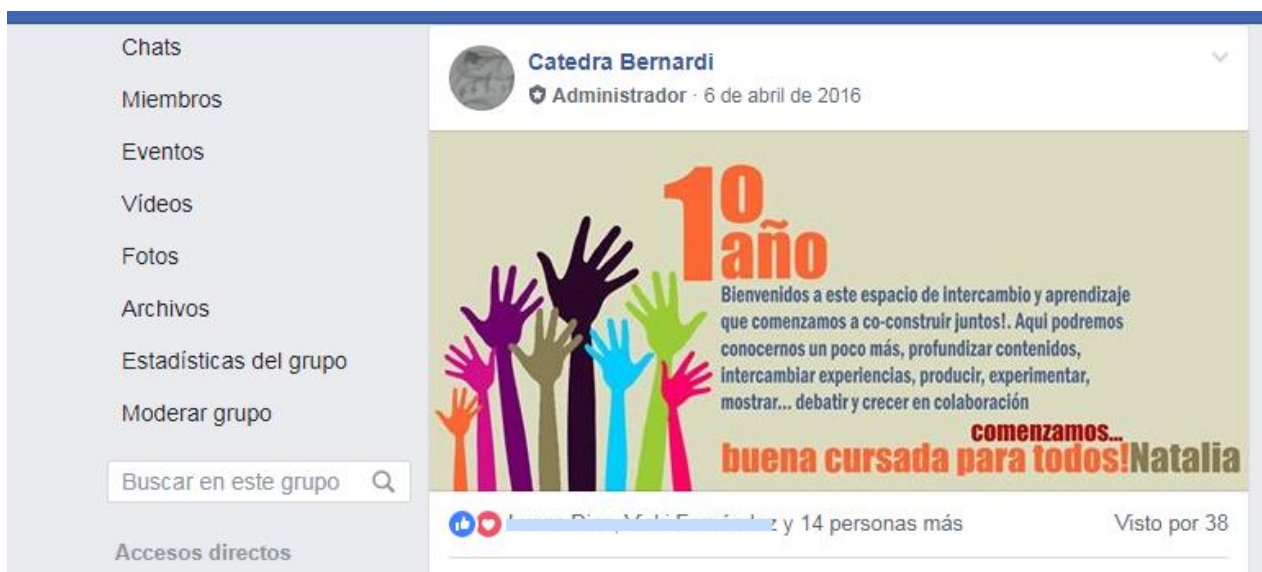 Chats
Miembros
Eventos
Vídeos
Fotos
Archivos
Estadísticas del grupo
Moderar grupo
Buscar en este grupo
Accesos directos
Catedra Bernardi
Administrador · 6 de abril de 2016
1º
año
Bienvenidos a este espacio de intercambio y aprendizaje
que comenzamos a co-construir juntos!. Aqui podremos
conocernos un poco más, profundizar contenidos,
intercambiar experiencias, producir, experimentar,
mostrar... debatir y crecer en colaboración
comenzamos...
buena cursada para todos!Natalia
y 14 personas más
Visto por 38